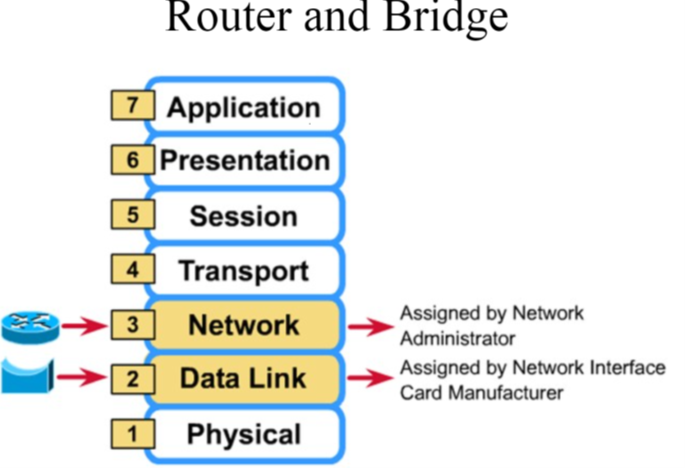 Router and Bridge
7 Application
6 Presentation
5 Session
4 Transport
3 Network
Assigned by Network
Administrator
2 Data Link
Assigned by Network Interface
Card Manufacturer
1 Physical